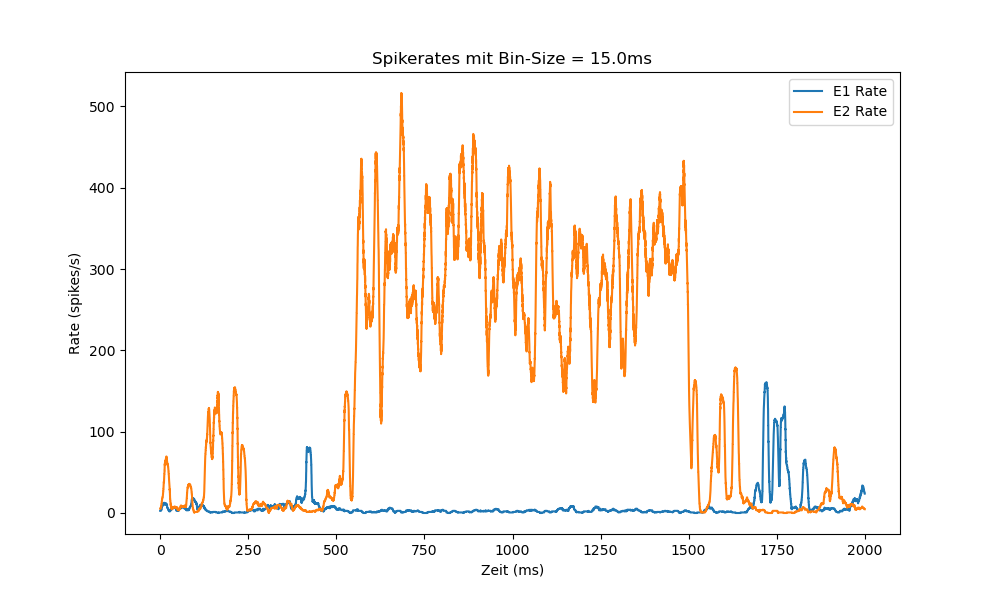 Spikerates mit Bin-Size = 15.0ms
E1 Rate
E2 Rate
500
400
300
200
100
0
Rate (spikes/s)
0 250 500 750 1000 1250 1500 1750 2000
Zeit (ms)